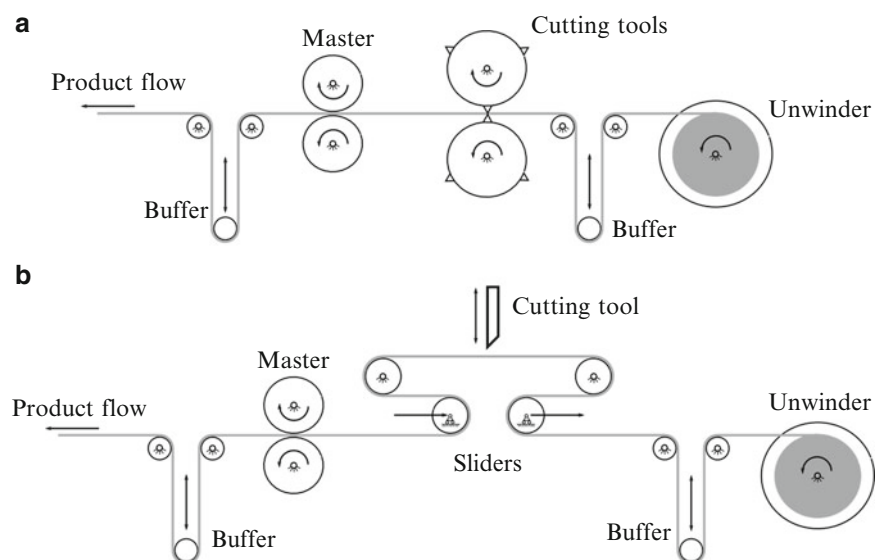 a
Cutting tools
Master
Product flow
Unwinder
Buffer
Buffer
b
Cutting tool
Master
Product flow
Unwinder
Sliders
Buffer
Buffer